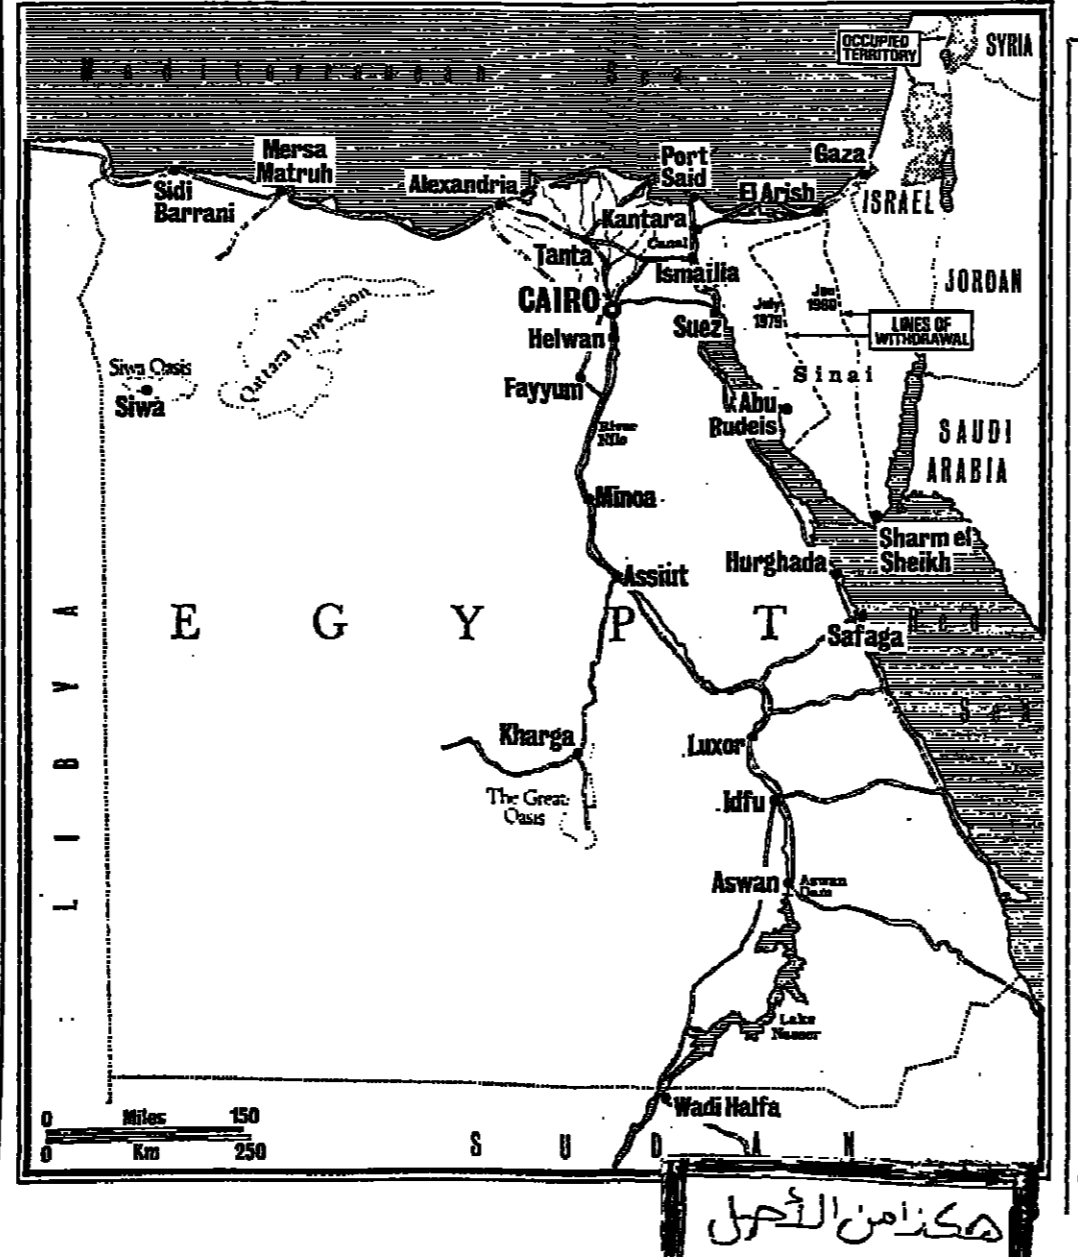 Mediterranean Sea
OCCUPIED
TERRITORY
SYRIA
Mersa
Matruh
Sidi
Barrani
Alexandria
Port
Said
Gaza
El Arish
ISRAEL
Kantara
Canal
Tanta
Ismailia
JORDAN
CAIRO
July
1979
Jan
1980
LINES OF
WITHDRAWAL
Helwan
Suez
Qattara Depression
Siwa Oasis
Siwa
Sinai
Fayyum
Abu
Rudeis
River
Nile
SAUDI
ARABIA
Minoa
Sharm el
Sheikh
Hurghada
Assiut
EGYPT
Safaga
Red
Sea
LIBYA
Kharga
Luxor
The Great
Oasis
Idfu
Aswan
Aswan
Dam
Lake
Nasser
Wadi Halfa
0 Miles 150
0 Km 250
SUDAN
هكذا من الأصل